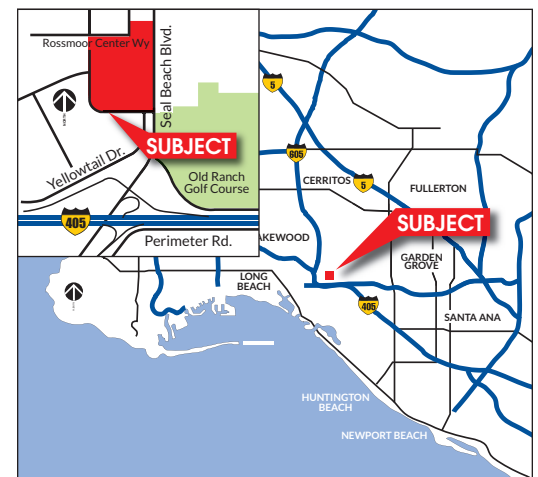 Rossmoor Center Wy
Seal Beach Blvd.
NORTH
SUBJECT
Yellowtail Dr.
Old Ranch
Golf Course
405
Perimeter Rd.
5
605
CERRITOS
5
FULLERTON
SUBJECT
AKEWOOD
GARDEN
GROVE
LONG
BEACH
405
SANTA ANA
HUNTINGTON
BEACH
NEWPORT BEACH